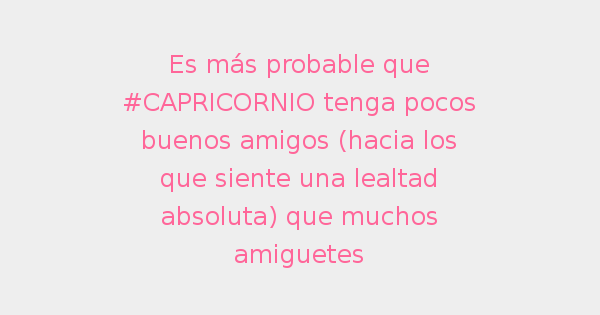 Es más probable que
#CAPRICORNIO tenga pocos
buenos amigos (hacia los
que siente una lealtad
absoluta) que muchos
amiguetes